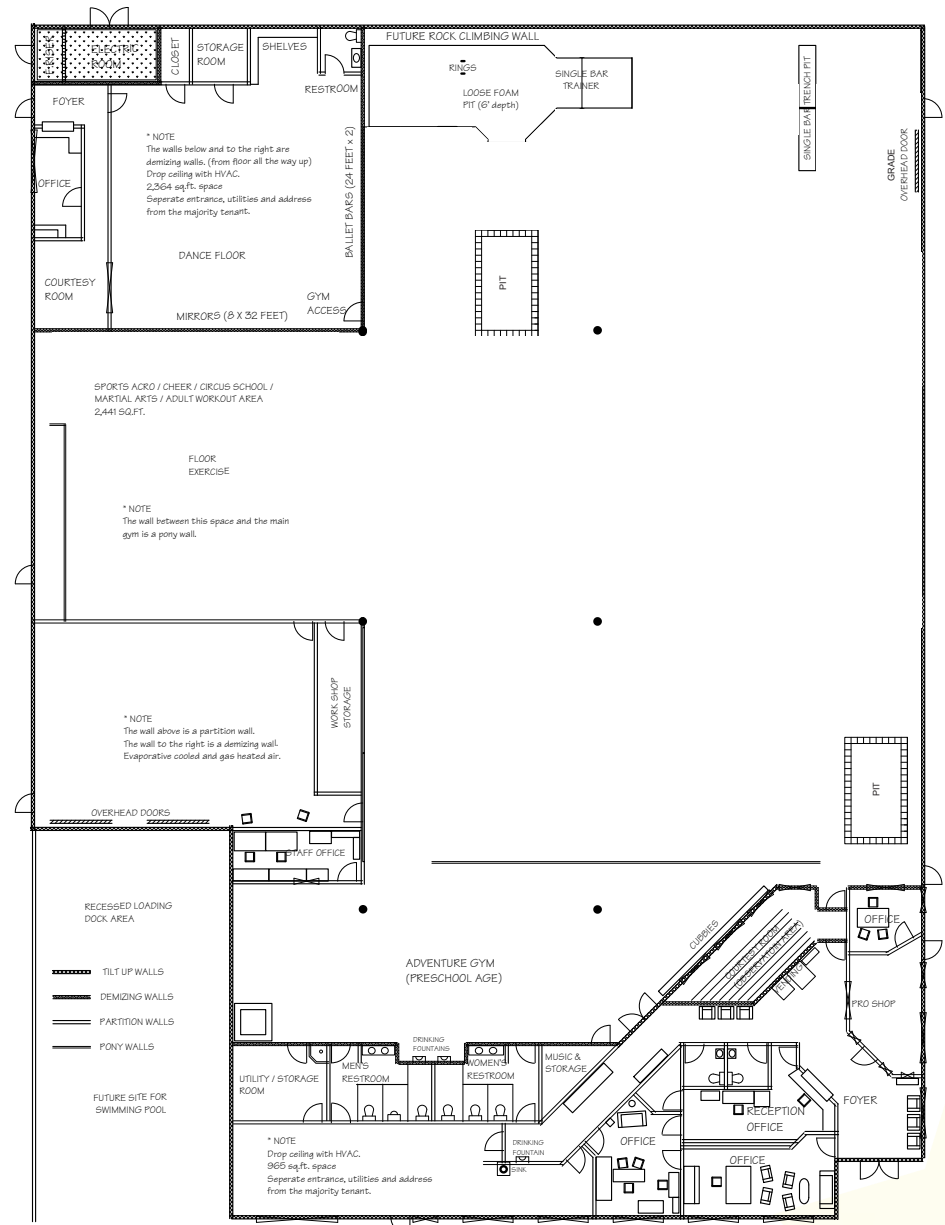 FUTURE ROCK CLIMBING WALL
RISER
ELECTRIC
ROOM
CLOSET
STORAGE
ROOM
SHELVES
RESTROOM
RINGS
LOOSE FOAM
PIT (6' depth)
SINGLE BAR
TRAINER
SINGLE BAR TRENCH PIT
GRADE
OVERHEAD DOOR
FOYER
OFFICE
* NOTE
The walls below and to the right are
demizing walls. (from floor all the way up)
Drop ceiling with HVAC.
2,364 sq.ft. space
Seperate entrance, utilities and address
from the majority tenant.
BALLET BARS (24 FEET x 2)
DANCE FLOOR
COURTESY
ROOM
GYM
ACCESS
MIRRORS (8 X 32 FEET)
PIT
SPORTS ACRO / CHEER / CIRCUS SCHOOL /
MARTIAL ARTS / ADULT WORKOUT AREA
2,441 SQ.FT.
FLOOR
EXERCISE
* NOTE
The wall between this space and the main
gym is a pony wall.
WORK SHOP
STORAGE
* NOTE
The wall above is a partition wall.
The wall to the right is a demizing wall.
Evaporative cooled and gas heated air.
OVERHEAD DOORS
PIT
STAFF OFFICE
RECESSED LOADING
DOCK AREA
TILT UP WALLS
DEMIZING WALLS
PARTITION WALLS
PONY WALLS
FUTURE SITE FOR
SWIMMING POOL
ADVENTURE GYM
(PRESCHOOL AGE)
CUBBIES
COURTESY ROOM
(OBSERVATION AREA)
VENDING
OFFICE
PRO SHOP
DRINKING
FOUNTAINS
UTILITY / STORAGE
ROOM
MEN'S
RESTROOM
WOMEN'S
RESTROOM
MUSIC &
STORAGE
FOYER
RECEPTION
OFFICE
OFFICE
OFFICE
DRINKING
FOUNTAIN
SINK
* NOTE
Drop ceiling with HVAC.
965 sq.ft. space
Seperate entrance, utilities and address
from the majority tenant.